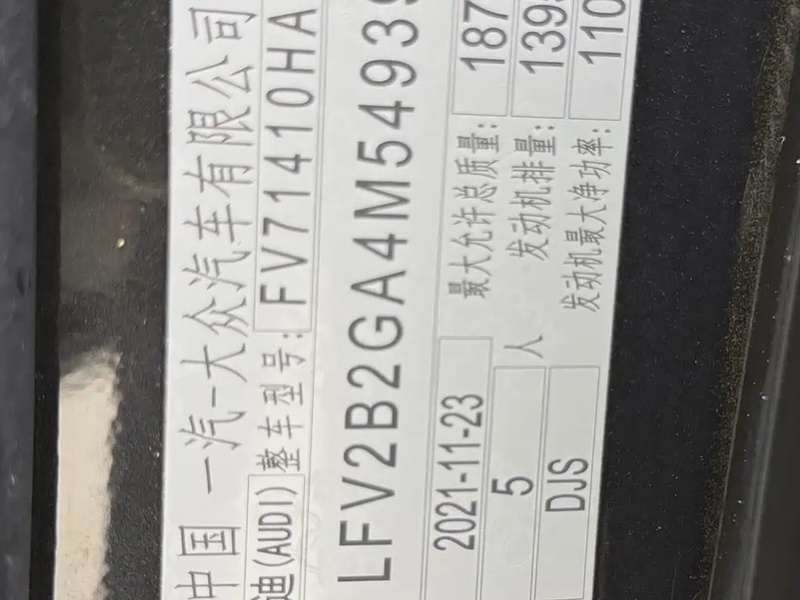 中国 一汽-大众汽车有限公司
迪(AUDI) 整车型号: FV71410HA
LFV2B2GA4M5493
2021-11-23 最大允许总质量: 187
5 人 发动机排量: 139
DJS 发动机最大净功率: 110